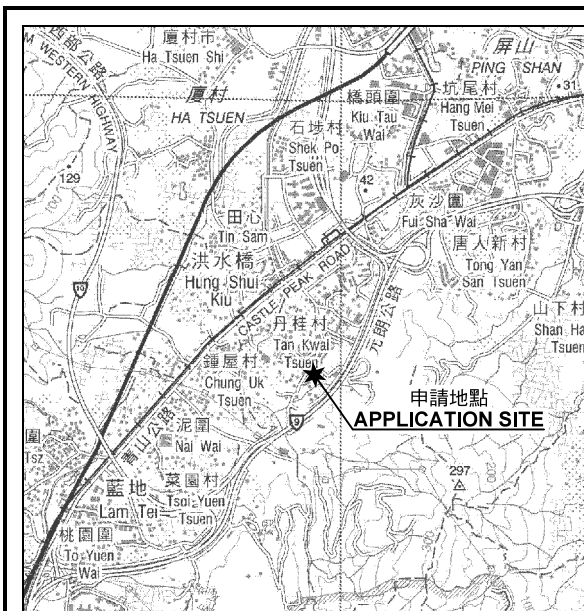 西部公路
WESTERN HIGHWAY
廈村市
Ha Tsuen Shi
廈村
HA TSUEN
屏山
PING SHAN
坑尾村
Hang Mei
Tsuen
31
橋頭圍
Kiu Tau
Wai
石埗村
Shek Po
Tsuen
42
129
灰沙圍
Fui Sha Wai
田心
Tin Sam
唐人新村
Tong Yan
San Tsuen
洪水橋
Hung Shui
Kiu
CASTLE PEAK ROAD
元朗公路
山下村
Shan Ha
Tsuen
丹桂村
Tan Kwai
Tsuen
鍾屋村
Chung Uk
Tsuen
申請地點
APPLICATION SITE
9
青山公路
泥圍
Nai Wai
圍
Tsz
297
藍地
Lam Tei
菜園村
Tsoi Yuen
Tsuen
200
300
桃園圍
To Yuen
Wai